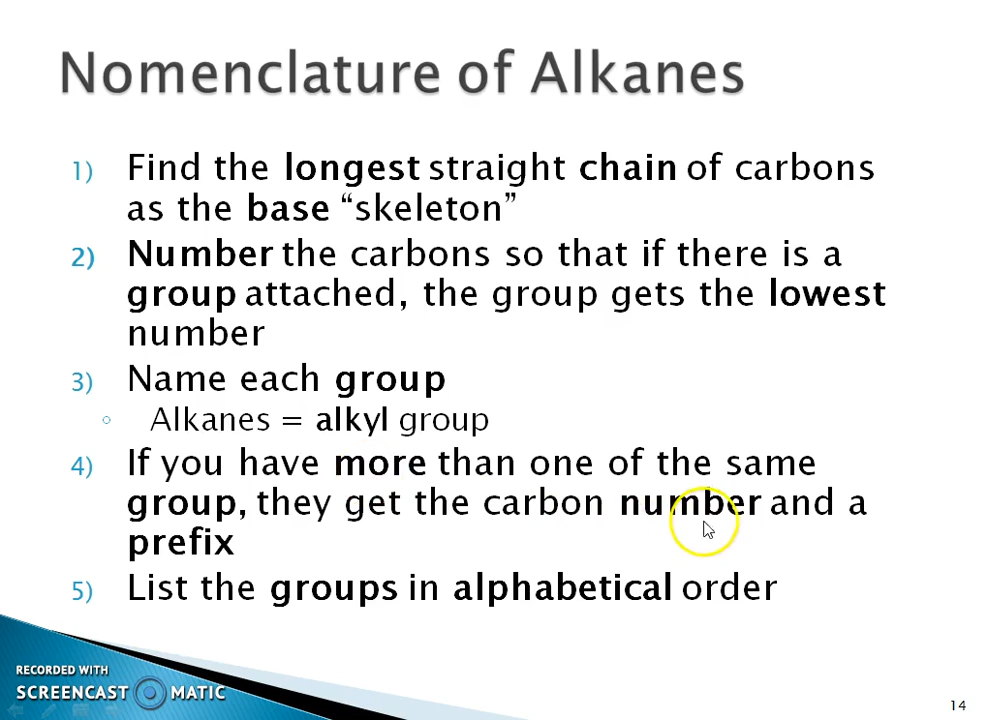 Nomenclature of Alkanes
1) Find the longest straight chain of carbons
as the base “skeleton”
2) Number the carbons so that if there is a
group attached, the group gets the lowest
number
3) Name each group
◦ Alkanes = alkyl group
4) If you have more than one of the same
group, they get the carbon number and a
prefix
5) List the groups in alphabetical order
RECORDED WITH
SCREENCAST MATIC
14